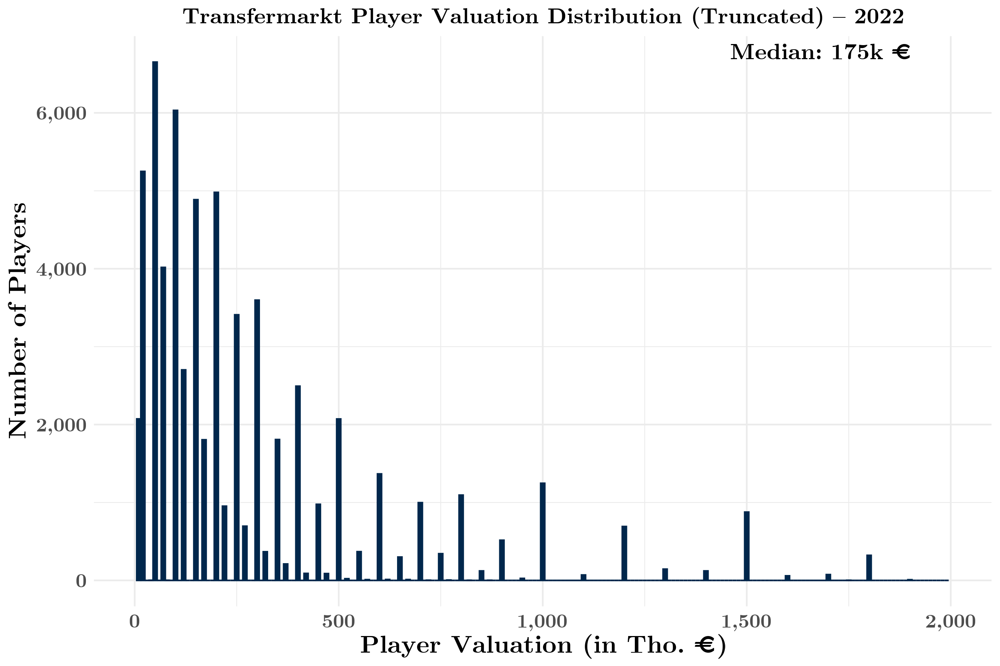 Transfermarkt Player Valuation Distribution (Truncated) – 2022
Median: 175k €
Number of Players
6,000
4,000
2,000
0
0 500 1,000 1,500 2,000
Player Valuation (in Tho. €)